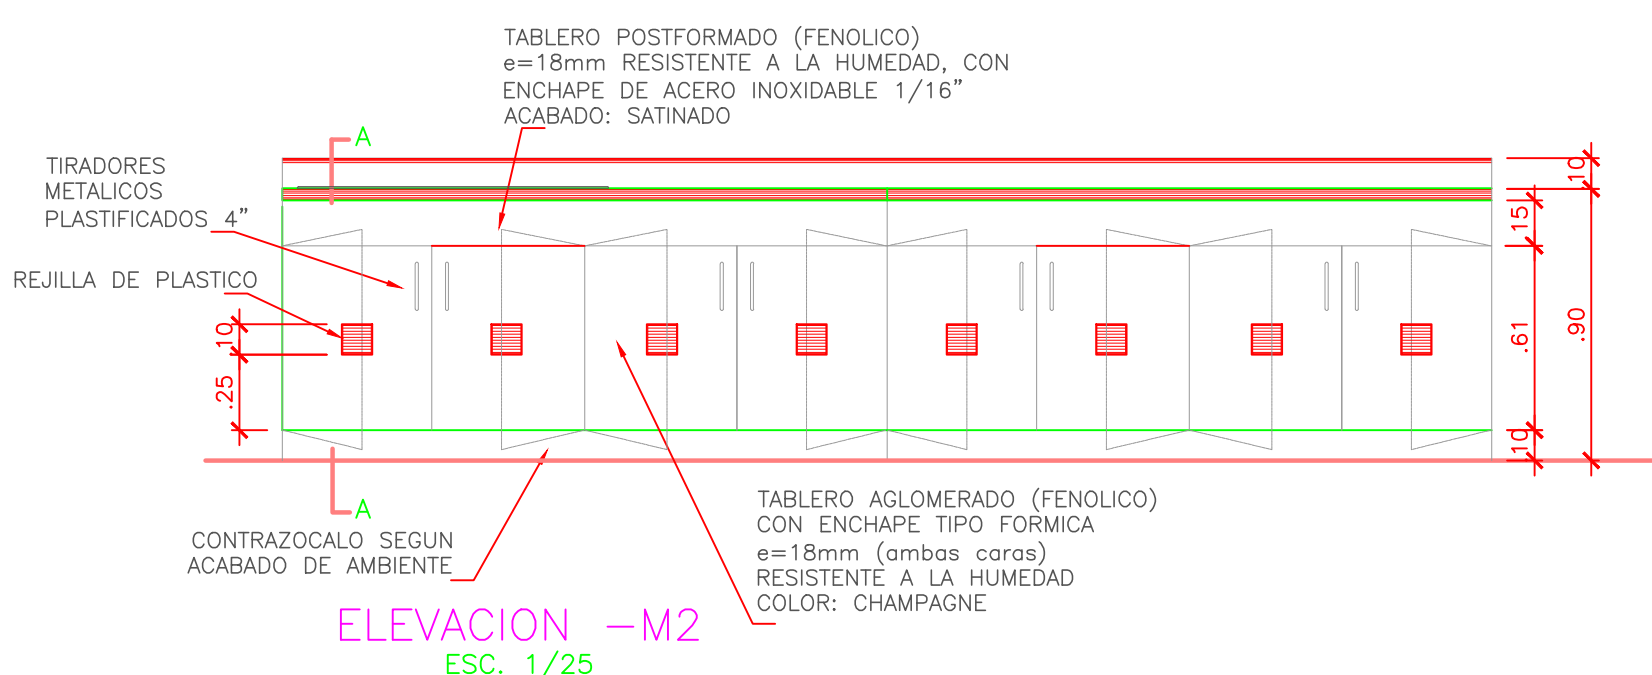 TABLERO POSTFORMADO (FENOLICO)
e=18mm RESISTENTE A LA HUMEDAD, CON
ENCHAPE DE ACERO INOXIDABLE 1/16”
ACABADO: SATINADO
A
TIRADORES
METALICOS
PLASTIFICADOS 4”
REJILLA DE PLASTICO
.10
.25
.10
.15
.61
.90
.10
A
CONTRAZOCALO SEGUN
ACABADO DE AMBIENTE
TABLERO AGLOMERADO (FENOLICO)
CON ENCHAPE TIPO FORMICA
e=18mm (ambas caras)
RESISTENTE A LA HUMEDAD
COLOR: CHAMPAGNE
ELEVACION –M2
ESC. 1/25